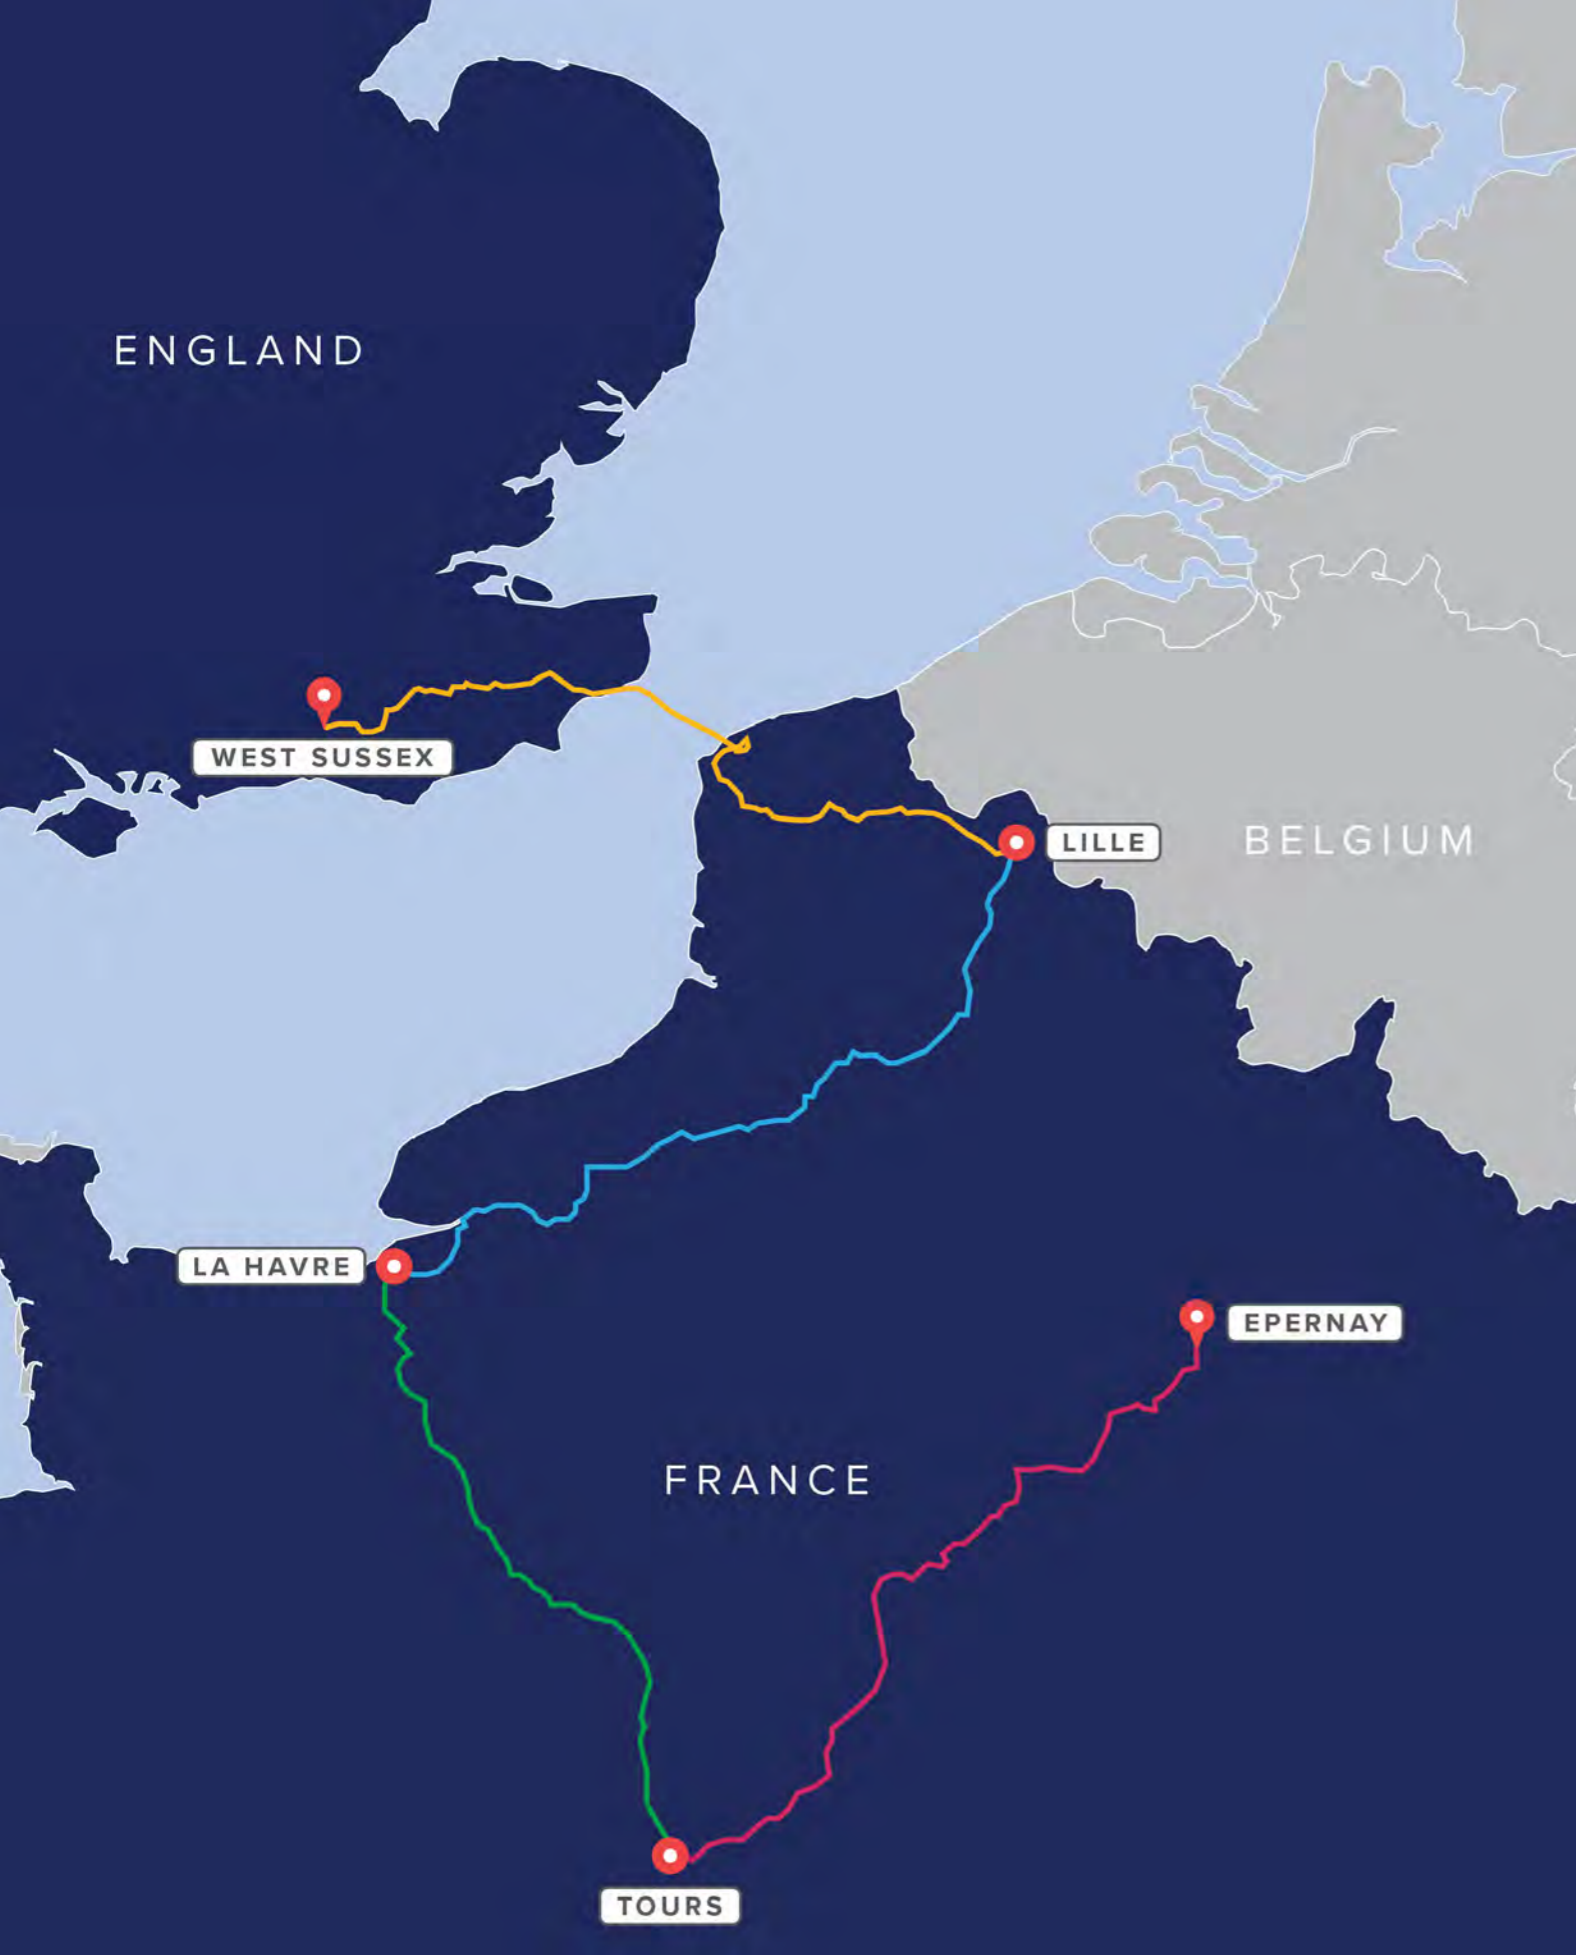 ENGLAND
WEST SUSSEX
LILLE
BELGIUM
LA HAVRE
EPERNAY
FRANCE
TOURS